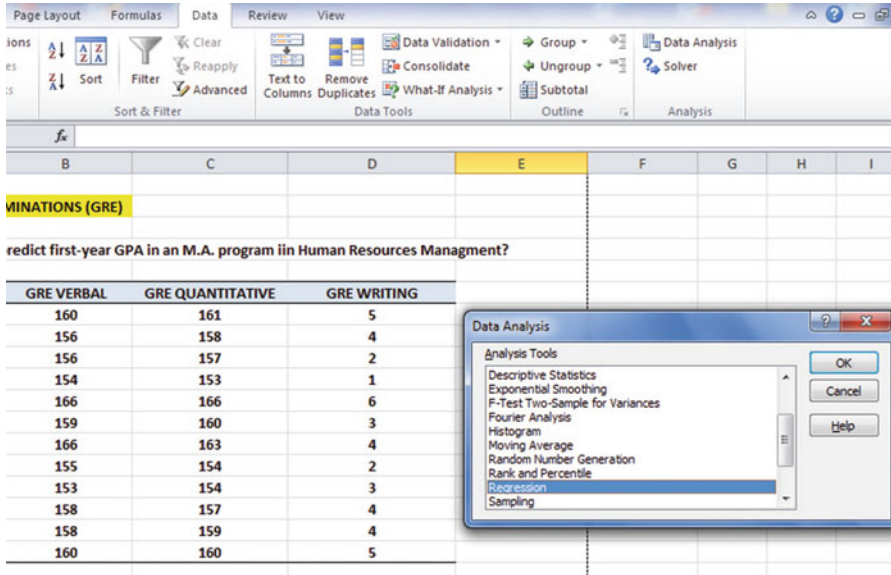 Page Layout Formulas Data Review View
ions Clear Data Validation Group Data Analysis
es Reapply Consolidate Ungroup Solver
Sort Filter Advanced Text to Columns Remove Duplicates What-If Analysis Subtotal
Sort & Filter Data Tools Outline Analysis
fx
B C D E F G H I
MINATIONS (GRE)
redict first-year GPA in an M.A. program iin Human Resources Managment?
GRE VERBAL GRE QUANTITATIVE GRE WRITING
160 161 5
156 158 4
156 157 2
154 153 1
166 166 6
159 160 3
166 163 4
155 154 2
153 154 3
158 157 4
158 159 4
160 160 5
Data Analysis
Analysis Tools
Descriptive Statistics
Exponential Smoothing
F-Test Two-Sample for Variances
Fourier Analysis
Histogram
Moving Average
Random Number Generation
Rank and Percentile
Regression
Sampling
OK
Cancel
Help